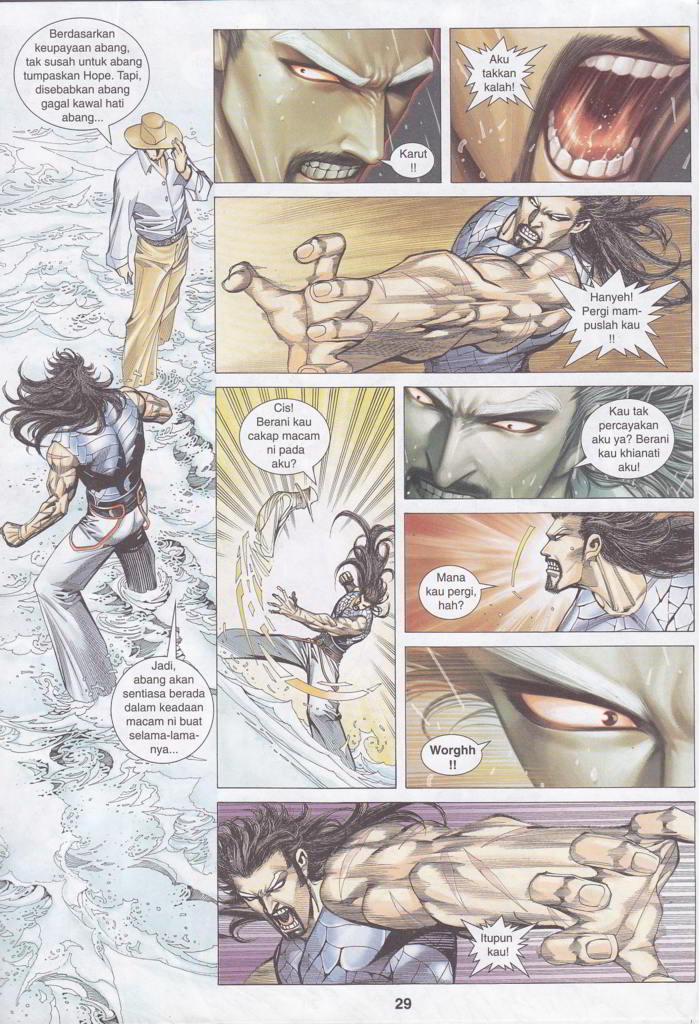 Berdasarkan
keupayaan abang,
tak susah untuk abang
tumpaskan Hope. Tapi,
disebabkan abang
gagal kawal hati
abang...
Karut
!!
Aku
takkan
kalah!
Hanyeh!
Pergi mam-
puslah kau
!!
Jadi,
abang akan
sentiasa berada
dalam keadaan
macam ni buat
selama-lama-
nya...
Cis!
Berani kau
cakap macam
ni pada
aku?
Kau tak
percayakan
aku ya? Berani
kau khianati
aku!
Mana
kau pergi,
hah?
Worghh
!!
Itupun
kau!
29